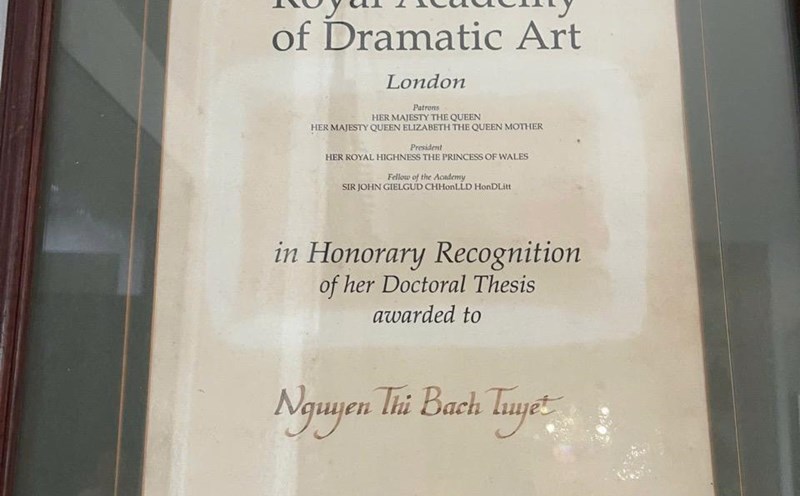 Royal Academy
of Dramatic Art
London
Patrons
HER MAJESTY THE QUEEN
HER MAJESTY QUEEN ELIZABETH THE QUEEN MOTHER
President
HER ROYAL HIGHNESS THE PRINCESS OF WALES
Fellow of the Academy
SIR JOHN GIELGUD CHHonLLD HonDLitt
in Honorary Recognition
of her Doctoral Thesis
awarded to
Nguyen Thi Bach Tuyet